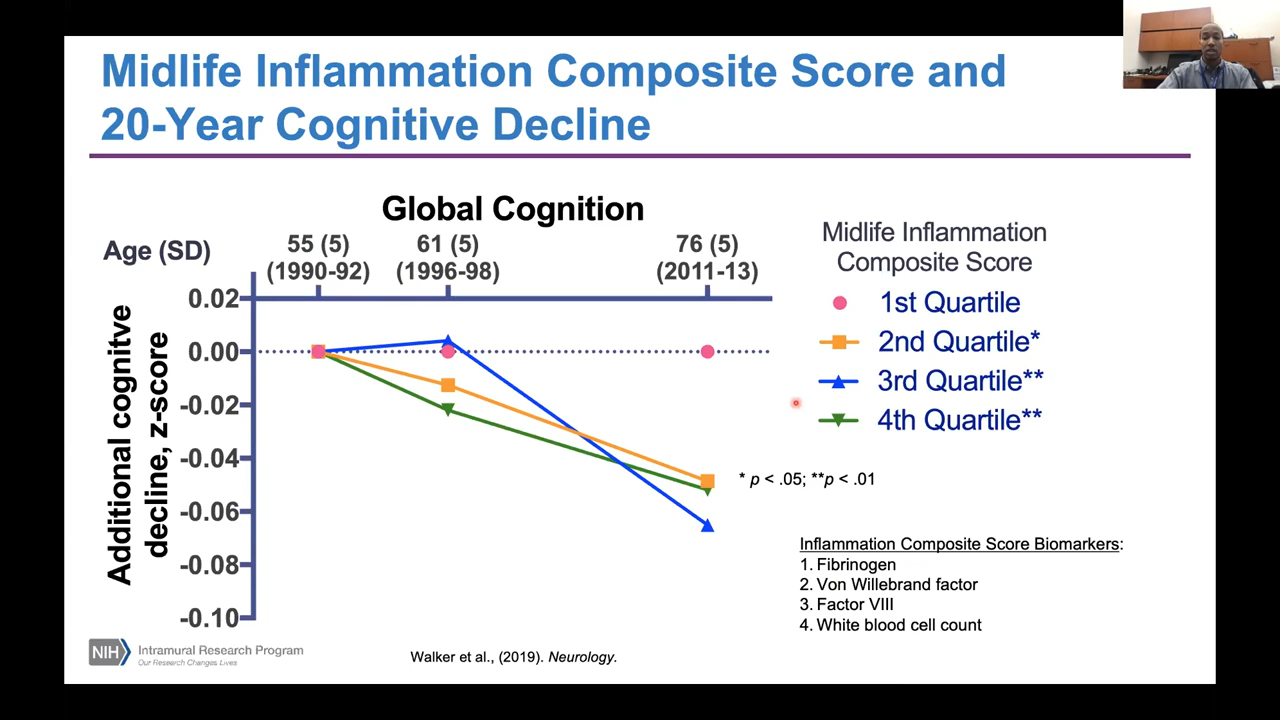 Midlife Inflammation Composite Score and
20-Year Cognitive Decline
Global Cognition
Age (SD)
55 (5)
(1990-92)
61 (5)
(1996-98)
76 (5)
(2011-13)
Additional cognitve
decline, z-score
0.02
0.00
-0.02
-0.04
-0.06
-0.08
-0.10
Midlife Inflammation
Composite Score
1st Quartile
2nd Quartile*
3rd Quartile**
4th Quartile**
* p < .05; **p < .01
Inflammation Composite Score Biomarkers:
1. Fibrinogen
2. Von Willebrand factor
3. Factor VIII
4. White blood cell count
NIH
Intramural Research Program
Our Research Changes Lives
Walker et al., (2019). Neurology.